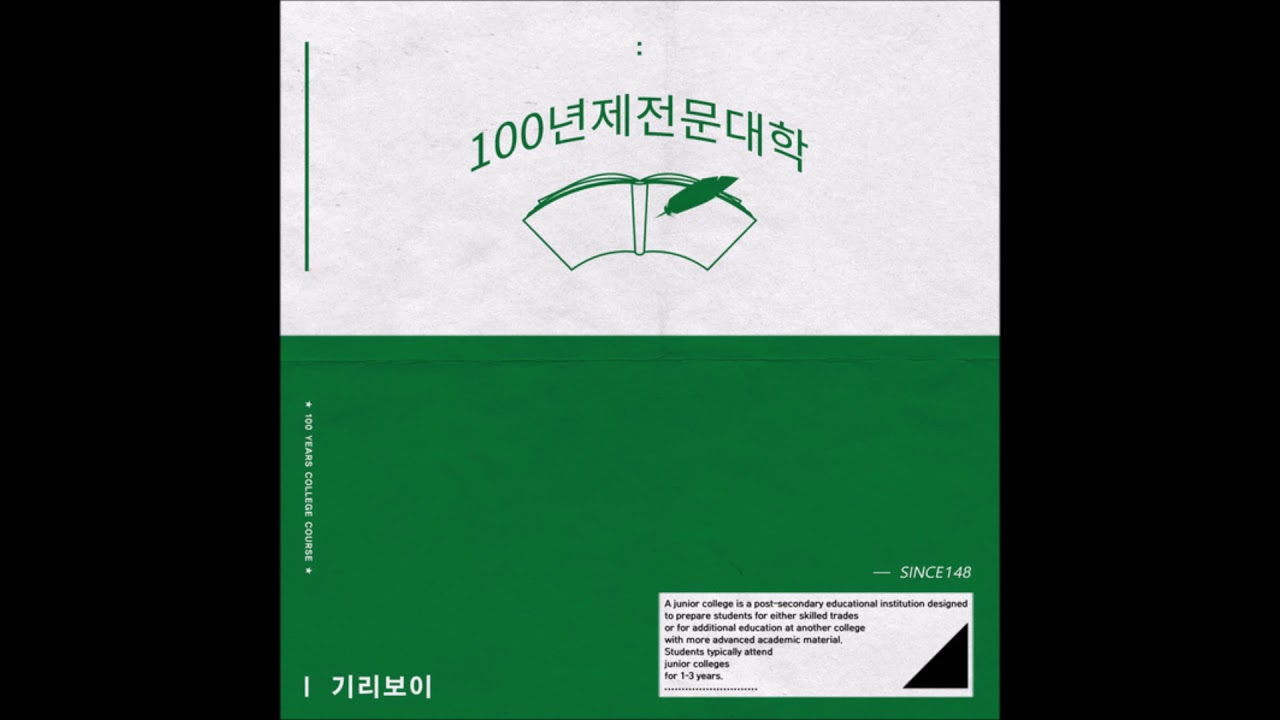 :
100년제전문대학
★ 100 YEARS COLLEGE COURSE ★
— SINCE148
A junior college is a post-secondary educational institution designed
to prepare students for either skilled trades
or for additional education at another college
with more advanced academic material.
Students typically attend
junior colleges
for 1-3 years.
기리보이